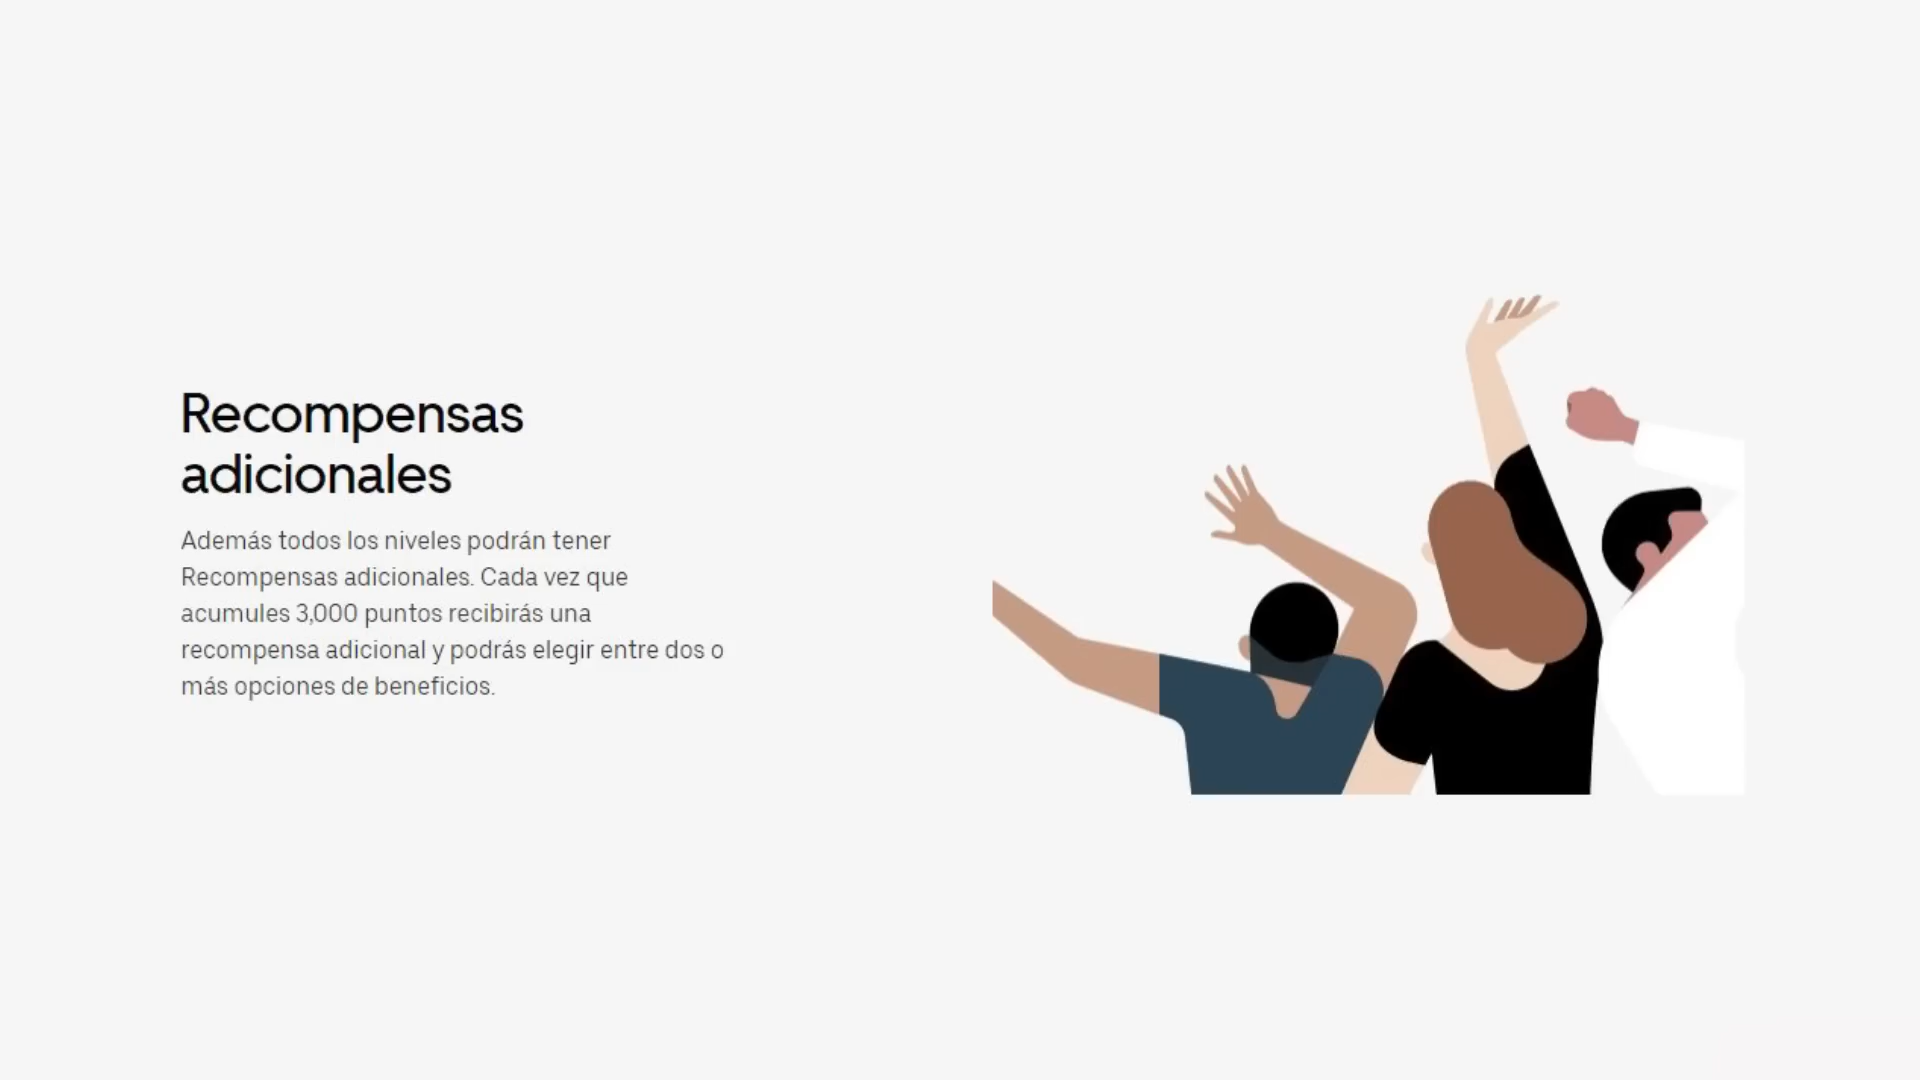 Recompensas
adicionales
Además todos los niveles podrán tener
Recompensas adicionales. Cada vez que
acumules 3,000 puntos recibirás una
recompensa adicional y podrás elegir entre dos o
más opciones de beneficios.